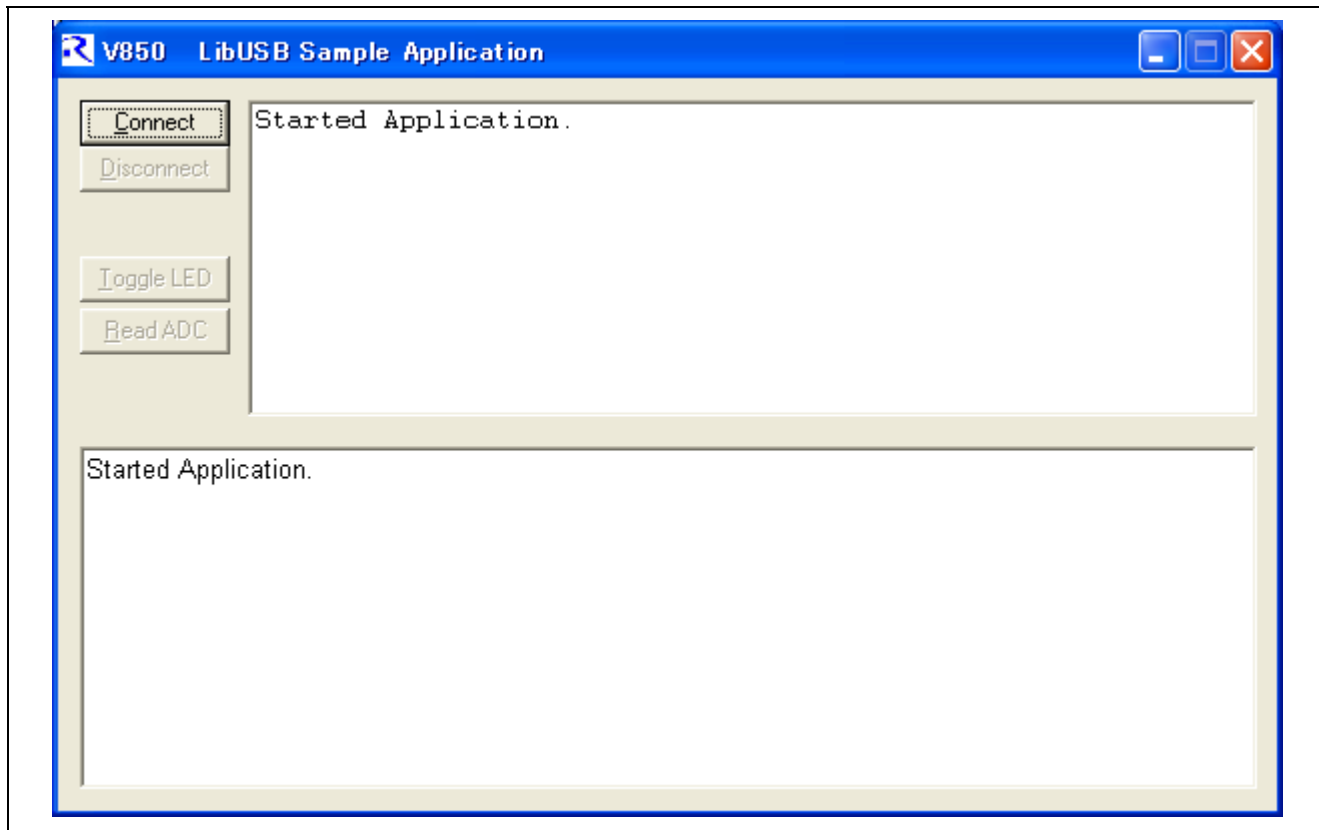 V850 LibUSB Sample Application
Connect
Started Application.
Disconnect
Toggle LED
Read ADC
Started Application.